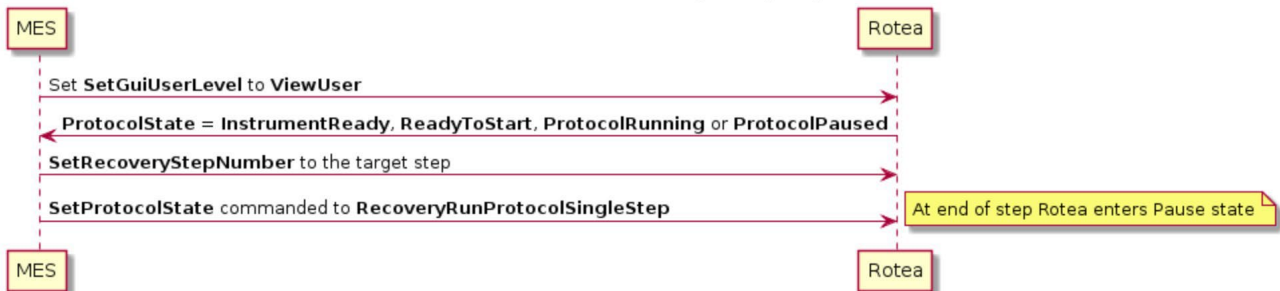 MES
Rotea
Set SetGuiUserLevel to ViewUser
ProtocolState = InstrumentReady, ReadyToStart, ProtocolRunning or ProtocolPaused
SetRecoveryStepNumber to the target step
SetProtocolState commanded to RecoveryRunProtocolSingleStep
At end of step Rotea enters Pause state
MES
Rotea